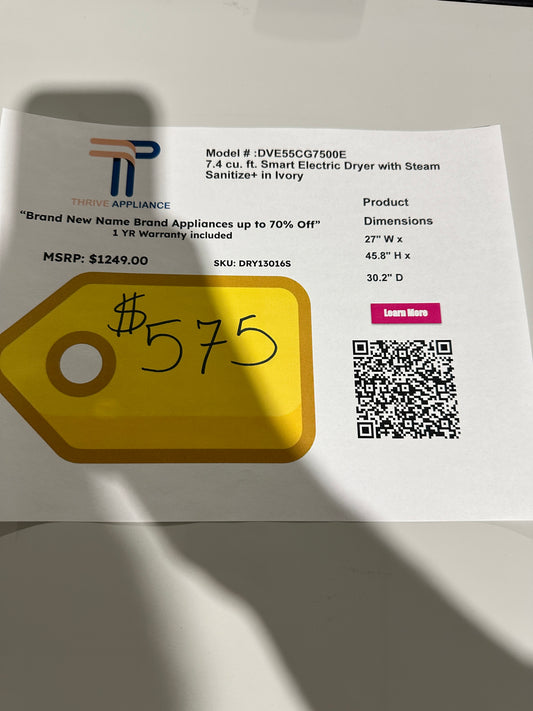 Model # :DVE55CG7500E
7.4 cu. ft. Smart Electric Dryer with Steam
Sanitize+ in Ivory
THRIVE APPLIANCE
"Brand New Name Brand Appliances up to 70% Off"
1 YR Warranty included
MSRP: $1249.00
SKU: DRY13016S
$575
Product
Dimensions
27" W x
45.8" H x
30.2" D
Learn More